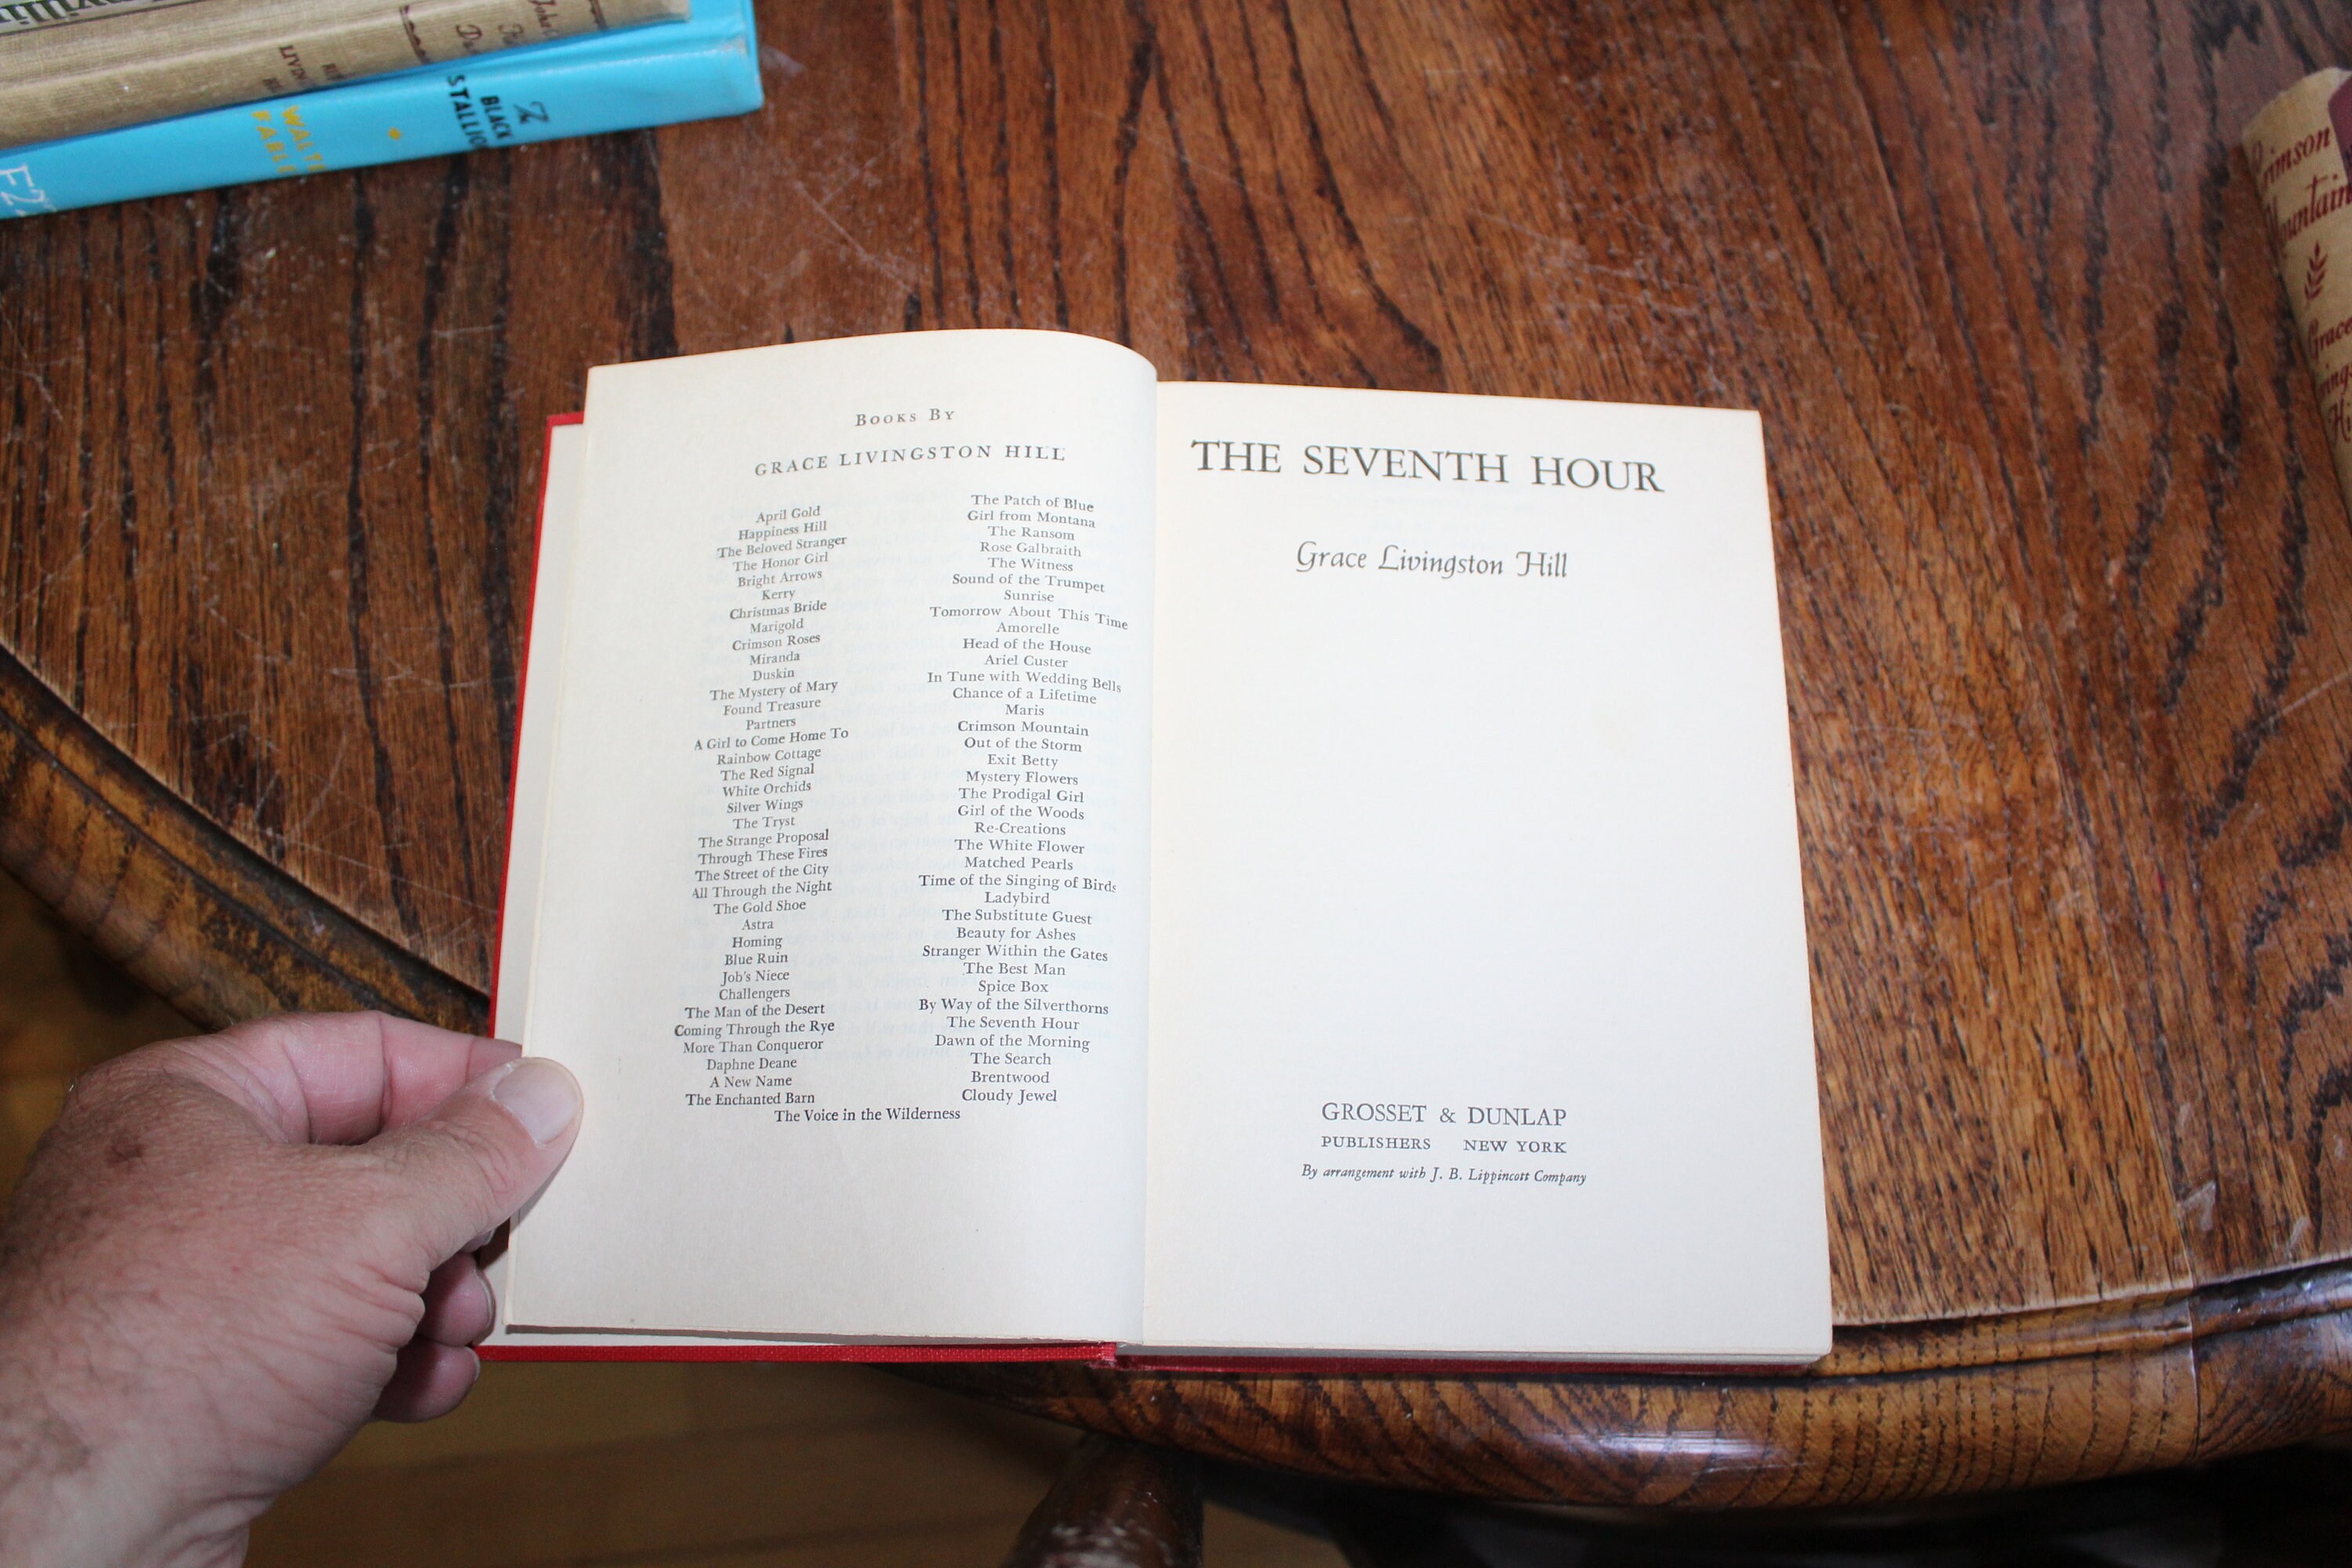 BOOKS BY
GRACE LIVINGSTON HILL
April Gold
Happiness Hill
The Beloved Stranger
The Honor Girl
Bright Arrows
Kerry
Christmas Bride
Marigold
Crimson Roses
Miranda
Duskin
The Mystery of Mary
Found Treasure
Partners
A Girl to Come Home To
Rainbow Cottage
The Red Signal
White Orchids
Silver Wings
The Tryst
The Strange Proposal
Through These Fires
The Street of the City
All Through the Night
The Gold Shoe
Astra
Homing
Blue Ruin
Job's Niece
Challengers
The Man of the Desert
Coming Through the Rye
More Than Conqueror
Daphne Deane
A New Name
The Enchanted Barn
The Patch of Blue
Girl from Montana
The Ransom
Rose Galbraith
The Witness
Sound of the Trumpet
Sunrise
Tomorrow About This Time
Amorelle
Head of the House
Ariel Custer
In Tune with Wedding Bells
Chance of a Lifetime
Maris
Crimson Mountain
Out of the Storm
Exit Betty
Mystery Flowers
The Prodigal Girl
Girl of the Woods
Re-Creations
The White Flower
Matched Pearls
Time of the Singing of Birds
Ladybird
The Substitute Guest
Beauty for Ashes
Stranger Within the Gates
The Best Man
Spice Box
By Way of the Silverthorns
The Seventh Hour
Dawn of the Morning
The Search
Brentwood
Cloudy Jewel
The Voice in the Wilderness
THE SEVENTH HOUR
Grace Livingston Hill
GROSSET & DUNLAP
PUBLISHERS NEW YORK
By arrangement with J. B. Lippincott Company
The
BLACK